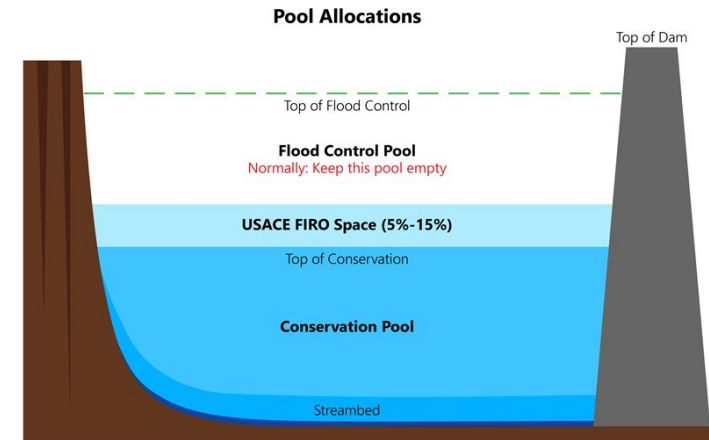 Pool Allocations
Top of Dam
Top of Flood Control
Flood Control Pool
Normally: Keep this pool empty
USACE FIRO Space (5%-15%)
Top of Conservation
Conservation Pool
Streambed